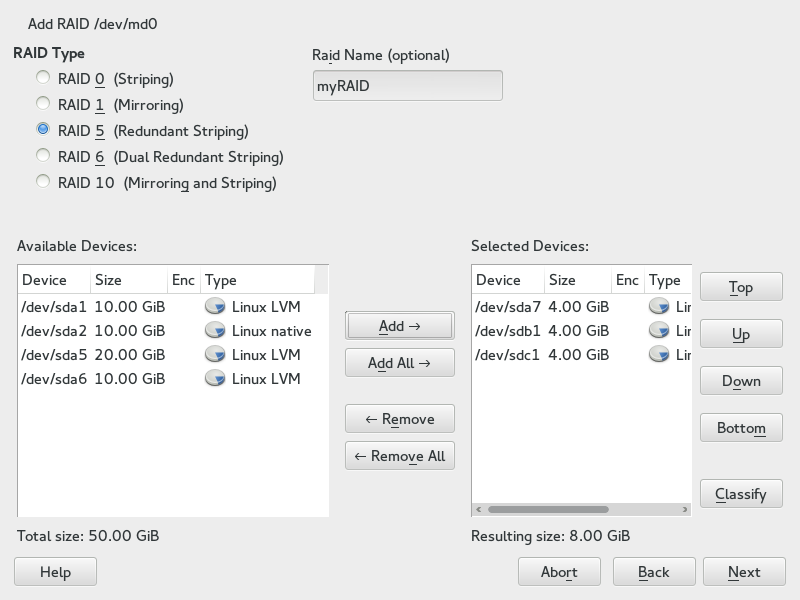 Add RAID /dev/md0
RAID Type
RAID 0 (Striping)
RAID 1 (Mirroring)
RAID 5 (Redundant Striping)
RAID 6 (Dual Redundant Striping)
RAID 10 (Mirroring and Striping)
Raid Name (optional)
myRAID
Available Devices:
Device Size Enc Type
/dev/sda1 10.00 GiB Linux LVM
/dev/sda2 10.00 GiB Linux native
/dev/sda5 20.00 GiB Linux LVM
/dev/sda6 10.00 GiB Linux LVM
Total size: 50.00 GiB
Add →
Add All →
← Remove
← Remove All
Selected Devices:
Device Size Enc Type
/dev/sda7 4.00 GiB
/dev/sdb1 4.00 GiB
/dev/sdc1 4.00 GiB
Resulting size: 8.00 GiB
Top
Up
Down
Bottom
Classify
Help
Abort
Back
Next